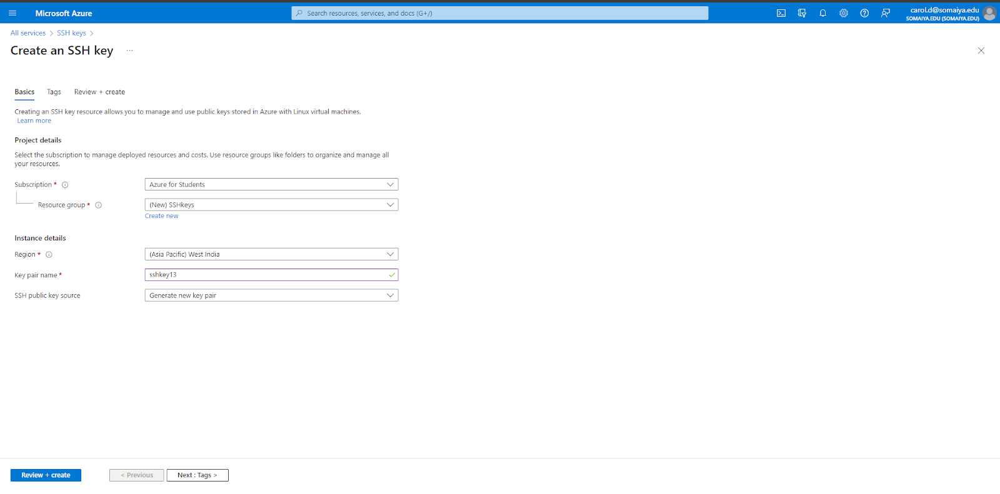 Microsoft Azure
Search resources, services, and docs (G+/)
carol.d@somaiya.edu
SOMAIYA.EDU (SOMAIYA.EDU)
All services > SSH keys >
Create an SSH key ...
Basics Tags Review + create
Creating an SSH key resource allows you to manage and use public keys stored in Azure with Linux virtual machines.
Learn more
Project details
Select the subscription to manage deployed resources and costs. Use resource groups like folders to organize and manage all
your resources.
Subscription * Azure for Students
Resource group * (New) SSHkeys
Create new
Instance details
Region * (Asia Pacific) West India
Key pair name * sshkey13
SSH public key source Generate new key pair
Review + create < Previous Next : Tags >